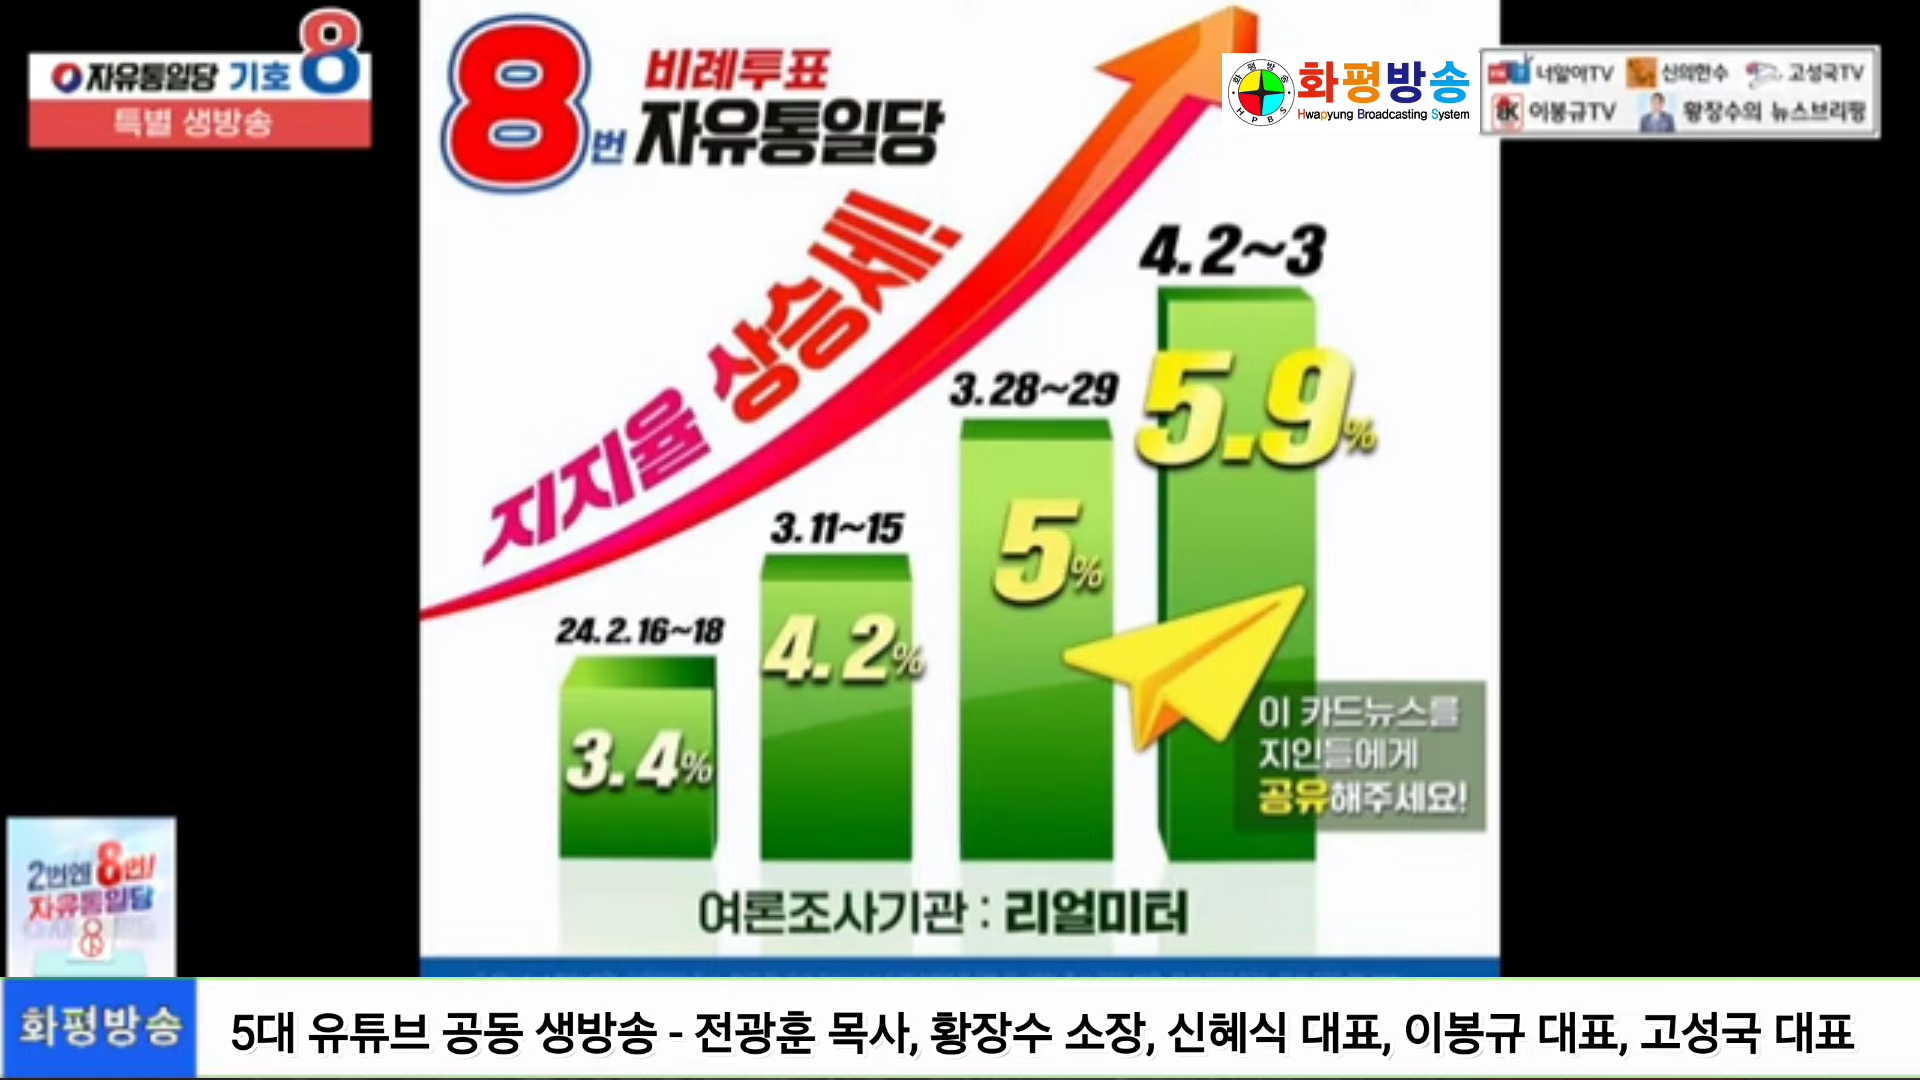 자유통일당 기호 8
특별 생방송
8번 비례투표
자유통일당
화평방송
Hwapyung Broadcasting System
화평방송
HPBS
너알아TV 신의한수 고성국TV
이봉규TV 황장수의 뉴스브리핑
지지율 상승세!
4. 2~3
5.9%
3. 28~29
5%
3. 11~15
4. 2%
24. 2. 16~18
3. 4%
이 카드뉴스를
지인들에게
공유해주세요!
여론조사기관 : 리얼미터
2번엔 8번!
자유통일당
8
화평방송
5대 유튜브 공동 생방송 - 전광훈 목사, 황장수 소장, 신혜식 대표, 이봉규 대표, 고성국 대표